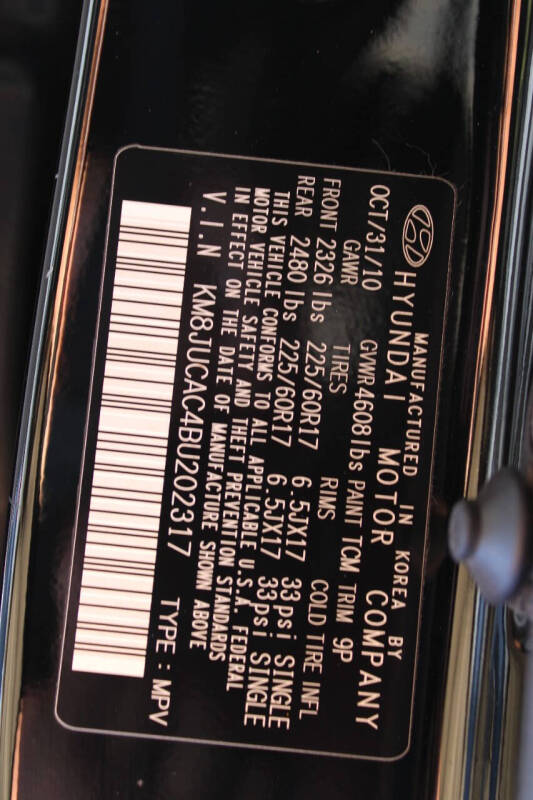 MANUFACTURED IN KOREA BY
HYUNDAI MOTOR COMPANY
OCT/31/10 GVWR 4608lbs PAINT TCM TRIM 9P
GAWR TIRES RIMS COLD TIRE INFL
FRONT 2326 lbs 225/60R17 6.5JX17 33psi SINGLE
REAR 2480 lbs 225/60R17 6.5JX17 33psi SINGLE
THIS VEHICLE CONFORMS TO ALL APPLICABLE U.S.A. FEDERAL
MOTOR VEHICLE SAFETY AND THEFT PREVENTION STANDARDS
IN EFFECT ON THE DATE OF MANUFACTURE SHOWN ABOVE
V.I.N KM8JUCAC4BU202317 TYPE : MPV